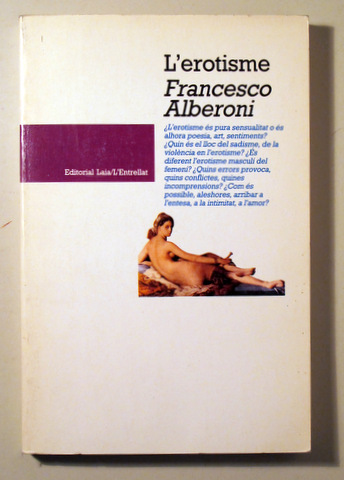 L'erotisme
Francesco
Alberoni
¿L'erotisme és pura sensualitat o és
alhora poesia, art, sentiments?
¿Quin és el lloc del sadisme, de la
violència en l'erotisme? ¿És
diferent l'erotisme masculí del
femení? ¿Quins errors provoca,
quins conflictes, quines
incomprensions? ¿Com és
possible, aleshores, arribar a
l'entesa, a la intimitat, a l'amor?
Editorial Laia/L'Entrellat